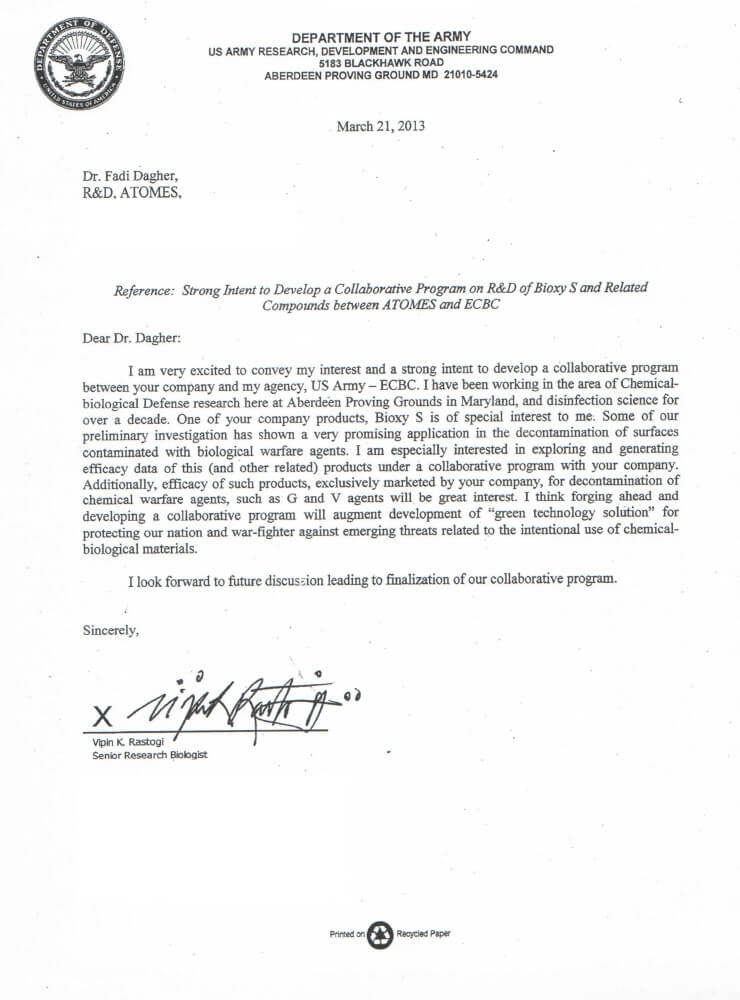 DEPARTMENT OF DEFENSE
UNITED STATES OF AMERICA
DEPARTMENT OF THE ARMY
US ARMY RESEARCH, DEVELOPMENT AND ENGINEERING COMMAND
5183 BLACKHAWK ROAD
ABERDEEN PROVING GROUND MD 21010-5424
March 21, 2013
Dr. Fadi Dagher,
R&D, ATOMES,
Reference: Strong Intent to Develop a Collaborative Program on R&D of Bioxy S and Related
Compounds between ATOMES and ECBC
Dear Dr. Dagher:
I am very excited to convey my interest and a strong intent to develop a collaborative program
between your company and my agency, US Army – ECBC. I have been working in the area of Chemical-
biological Defense research here at Aberdeen Proving Grounds in Maryland, and disinfection science for
over a decade. One of your company products, Bioxy S is of special interest to me. Some of our
preliminary investigation has shown a very promising application in the decontamination of surfaces
contaminated with biological warfare agents. I am especially interested in exploring and generating
efficacy data of this (and other related) products under a collaborative program with your company.
Additionally, efficacy of such products, exclusively marketed by your company, for decontamination of
chemical warfare agents, such as G and V agents will be great interest. I think forging ahead and
developing a collaborative program will augment development of “green technology solution” for
protecting our nation and war-fighter against emerging threats related to the intentional use of chemical-
biological materials.
I look forward to future discussion leading to finalization of our collaborative program.
Sincerely,
X
Vipin K. Rastogi
Senior Research Biologist
Printed on Recycled Paper